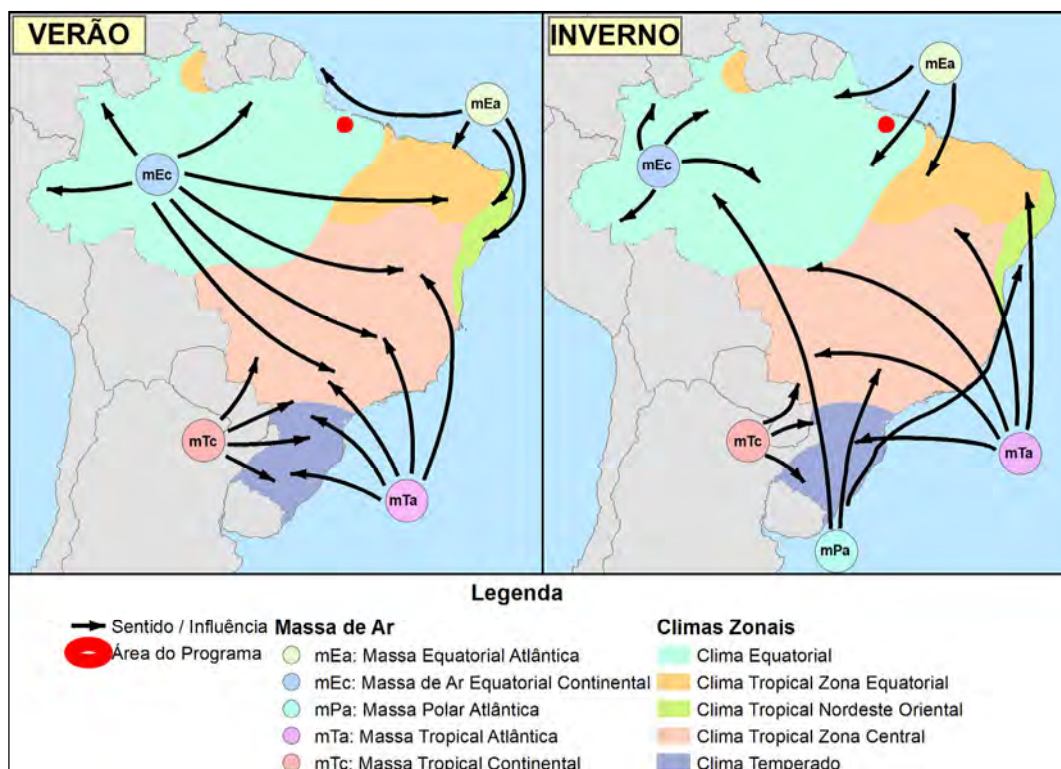 VERÃO
mEa
mEc
mTc
mTa
INVERNO
mEa
mEc
mTc
mTa
mPa
Legenda
Sentido / Influência
Área do Programa
Massa de Ar
mEa: Massa Equatorial Atlântica
mEc: Massa de Ar Equatorial Continental
mPa: Massa Polar Atlântica
mTa: Massa Tropical Atlântica
mTc: Massa Tropical Continental
Climas Zonais
Clima Equatorial
Clima Tropical Zona Equatorial
Clima Tropical Nordeste Oriental
Clima Tropical Zona Central
Clima Temperado